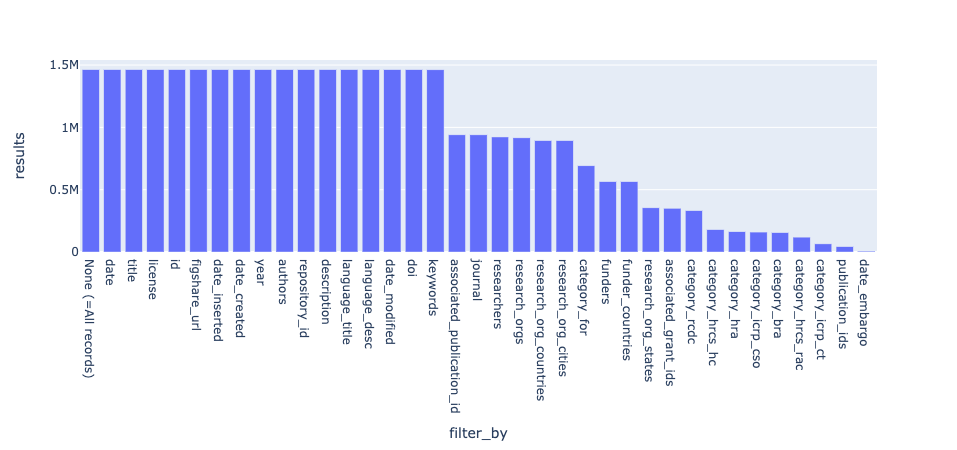 1.5M
1M
0.5M
0
results
None (=All records)
date
title
license
id
figshare_url
date_inserted
date_created
year
authors
repository_id
description
language_title
language_desc
date_modified
doi
keywords
associated_publication_id
journal
researchers
research_orgs
research_org_countries
research_org_cities
category_for
funders
funder_countries
research_org_states
associated_grant_ids
category_rcdc
category_hrcs_hc
category_hra
category_icrp_cso
category_bra
category_hrcs_rac
category_icrp_ct
publication_ids
date_embargo
filter_by